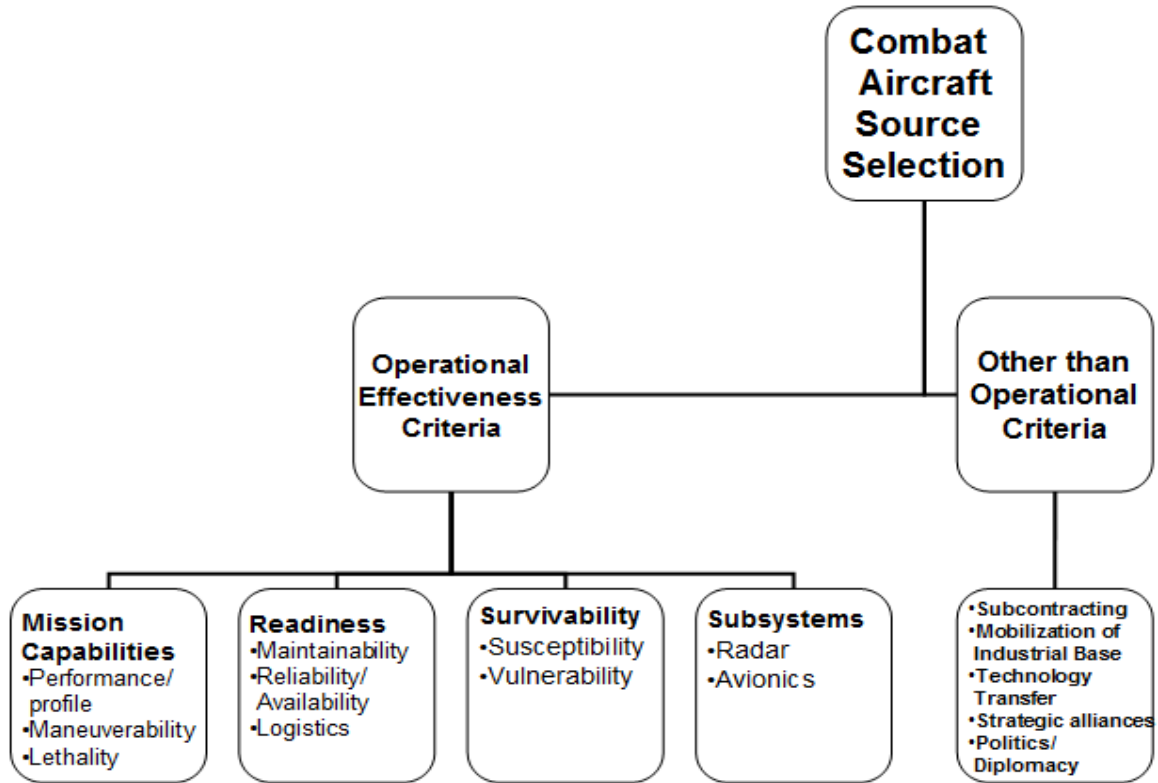 Combat
Aircraft
Source
Selection
Operational
Effectiveness
Criteria
Other than
Operational
Criteria
Mission
Capabilities
•Performance/
profile
•Maneuverability
•Lethality
Readiness
•Maintainability
•Reliability/
Availability
•Logistics
Survivability
•Susceptibility
•Vulnerability
Subsystems
•Radar
•Avionics
•Subcontracting
•Mobilization of
Industrial Base
•Technology
Transfer
•Strategic alliances
•Politics/
Diplomacy